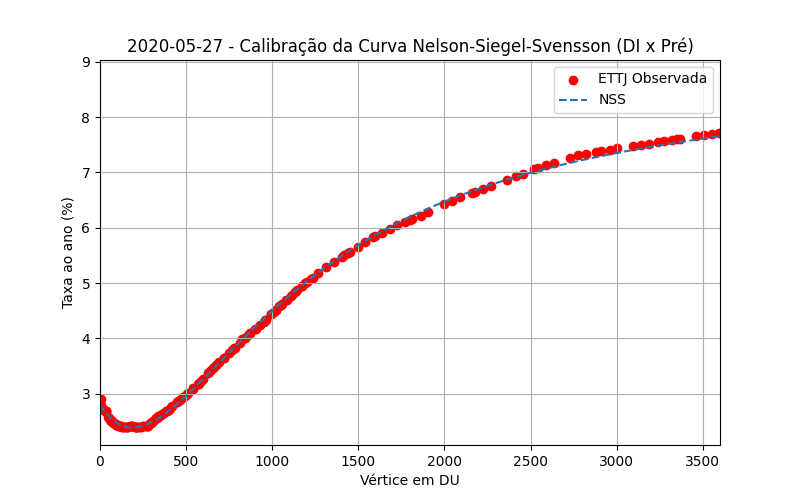 2020-05-27 - Calibração da Curva Nelson-Siegel-Svensson (DI x Pré)
ETTJ Observada
NSS
Taxa ao ano (%)
9
8
7
6
5
4
3
0 500 1000 1500 2000 2500 3000 3500
Vértice em DU